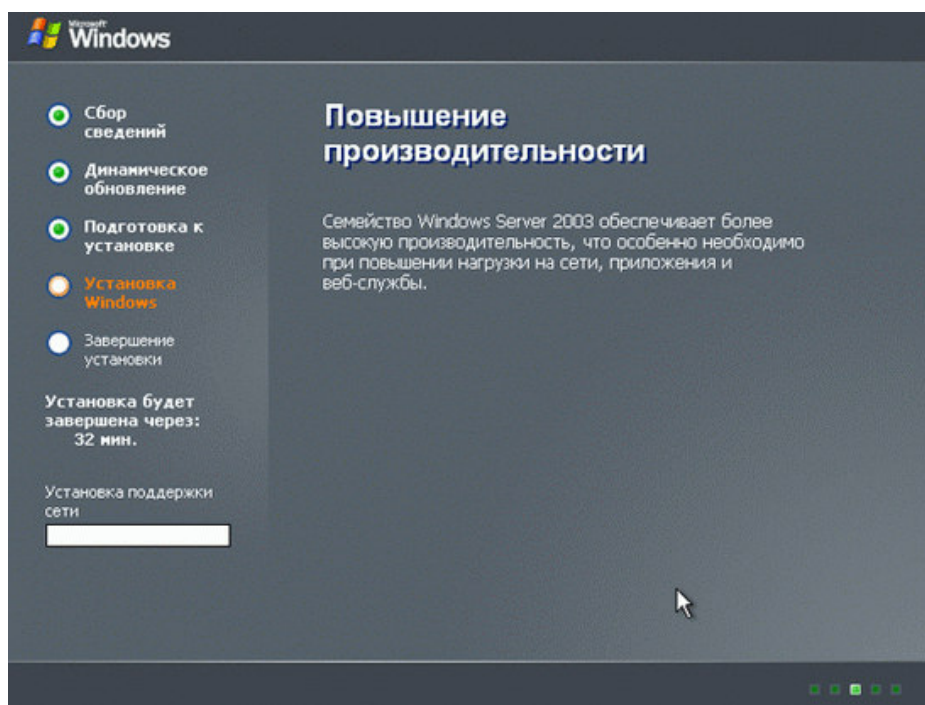 Microsoft
Windows
Сбор
сведений
Динамическое
обновление
Подготовка к
установке
Установка
Windows
Завершение
установки
Установка будет
завершена через:
32 мин.
Установка поддержки
сети
Повышение
производительности
Семейство Windows Server 2003 обеспечивает более
высокую производительность, что особенно необходимо
при повышении нагрузки на сети, приложения и
веб-службы.